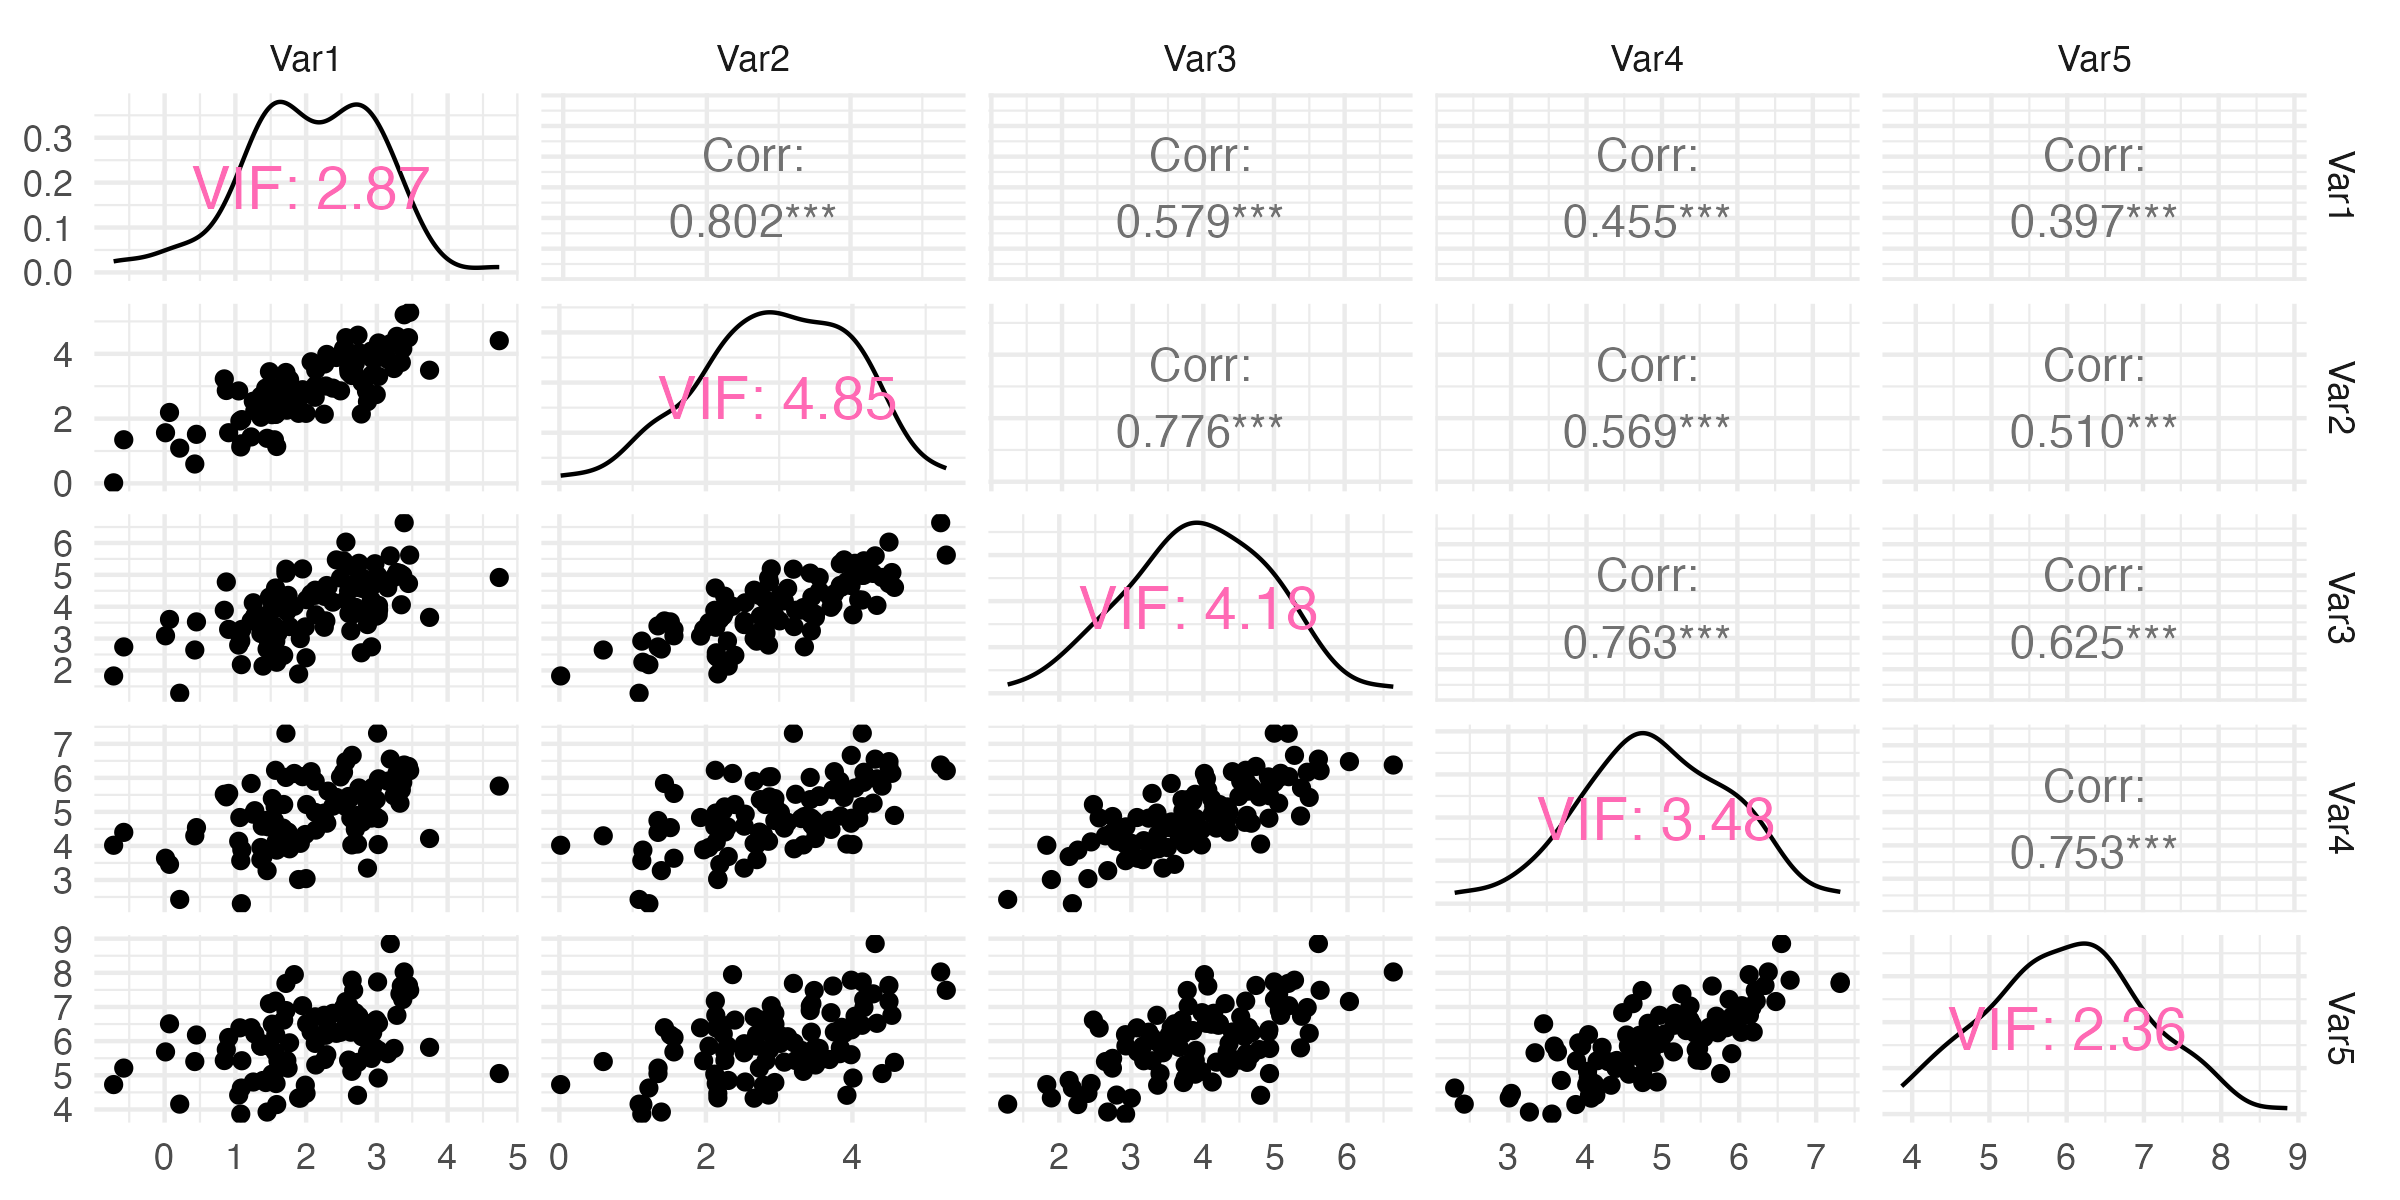 Var1 Var2 Var3 Var4 Var5
0.3
0.2
0.1
0.0
VIF: 2.87
Corr:
0.802***
Corr:
0.579***
Corr:
0.455***
Corr:
0.397***
Var1
4
2
0
VIF: 4.85
Corr:
0.776***
Corr:
0.569***
Corr:
0.510***
Var2
6
5
4
3
2
VIF: 4.18
Corr:
0.763***
Corr:
0.625***
Var3
7
6
5
4
3
VIF: 3.48
Corr:
0.753***
Var4
9
8
7
6
5
4
VIF: 2.36
Var5
0 1 2 3 4 5
0 2 4
2 3 4 5 6
3 4 5 6 7
4 5 6 7 8 9